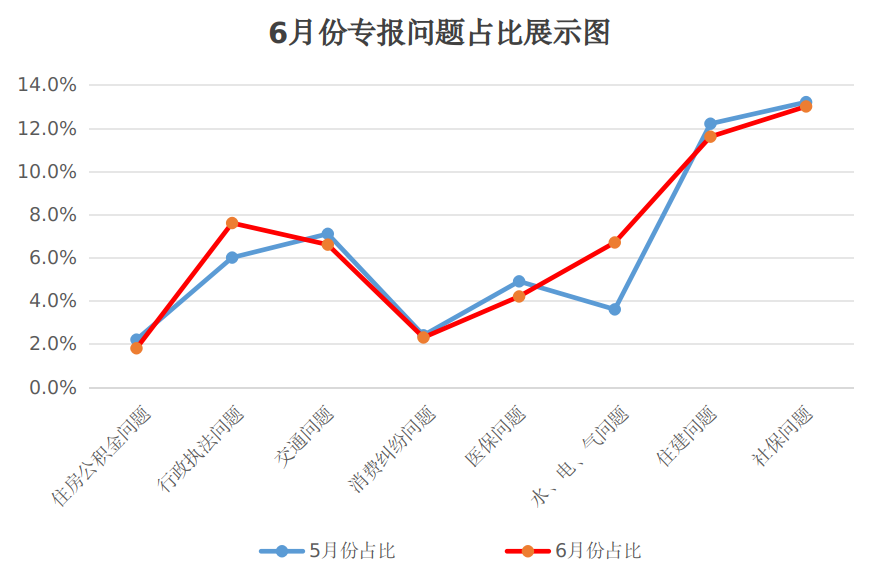 6月份专报问题占比展示图
14.0%
12.0%
10.0%
8.0%
6.0%
4.0%
2.0%
0.0%
住房公积金问题
行政执法问题
交通问题
消费纠纷问题
医保问题
水、电、气问题
住建问题
社保问题
5月份占比
6月份占比